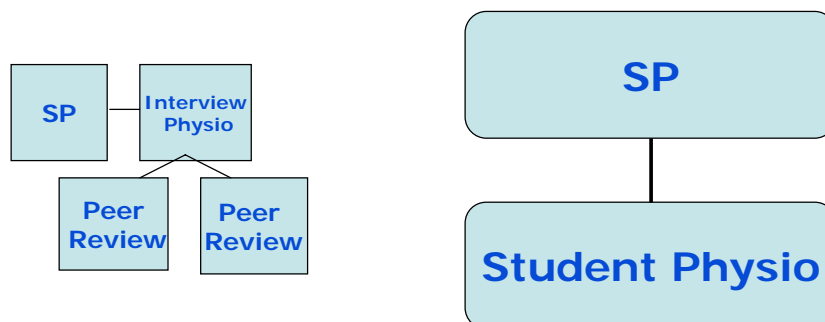 SP
Interview
Physio
Peer
Review
Peer
Review
SP
Student Physio